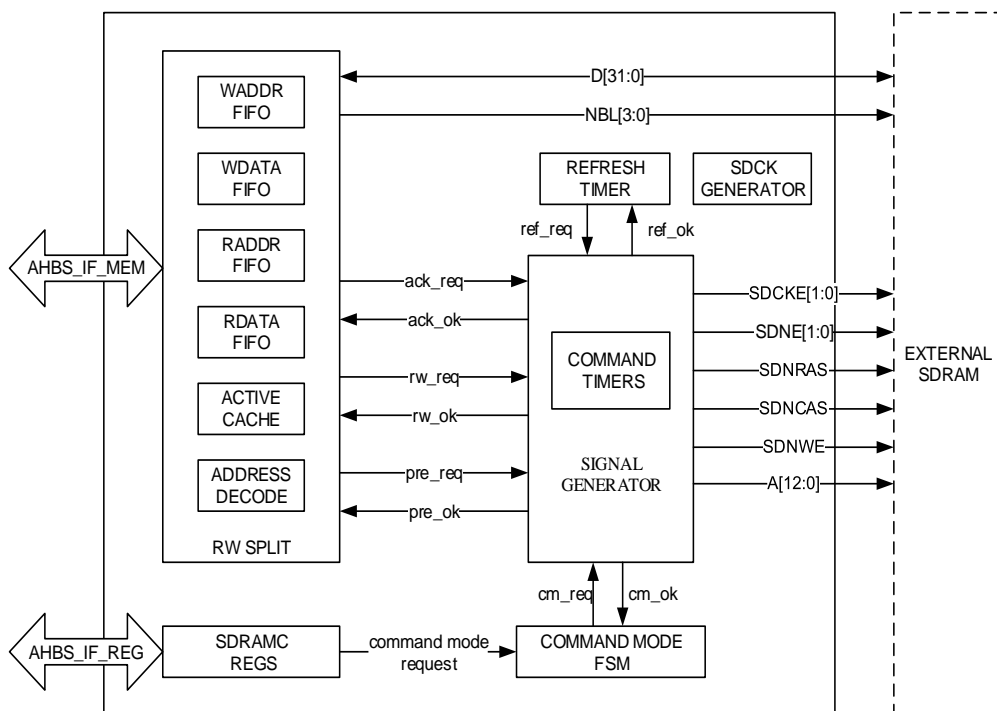 D[31:0]
NBL[3:0]
WADDR
FIFO
WDATA
FIFO
RADDR
FIFO
RDATA
FIFO
ACTIVE
CACHE
ADDRESS
DECODE
RW SPLIT
AHBS_IF_MEM
REFRESH
TIMER
SDCK
GENERATOR
ref_req
ref_ok
ack_req
ack_ok
rw_req
rw_ok
pre_req
pre_ok
COMMAND
TIMERS
SIGNAL
GENERATOR
SDCKE[1:0]
SDNE[1:0]
SDNRAS
SDNCAS
SDNWE
A[12:0]
EXTERNAL
SDRAM
cm_req
cm_ok
AHBS_IF_REG
SDRAMC
REGS
command mode
request
COMMAND MODE
FSM